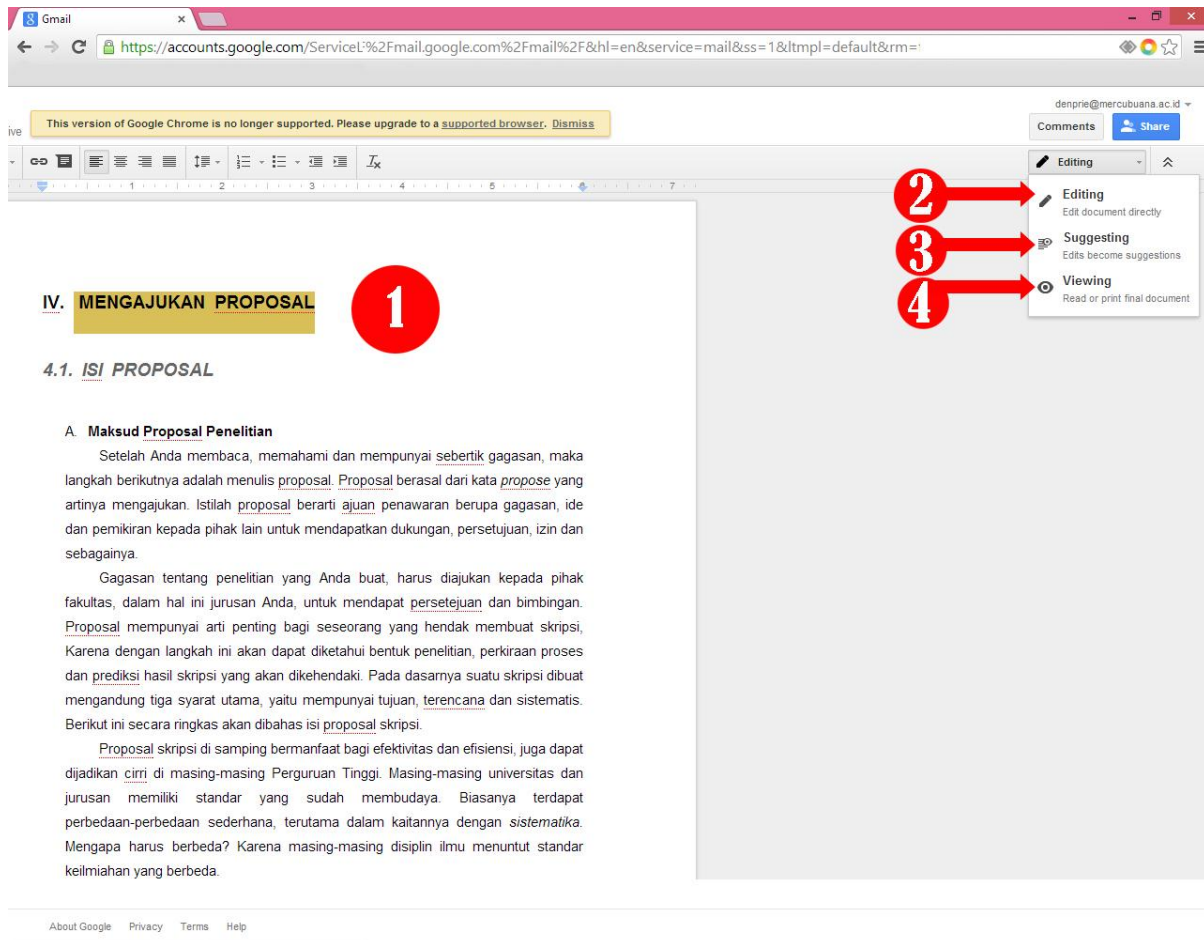 Gmail
https://accounts.google.com/ServiceL%2Fmail.google.com%2Fmail%2F&hl=en&service=mail&ss=1&ltmpl=default&rm=
denprie@mercubuana.ac.id
ive
This version of Google Chrome is no longer supported. Please upgrade to a supported browser. Dismiss
Comments
Share
Editing
1 2 3 4 5 6 7
2
Editing
Edit document directly
3
Suggesting
Edits become suggestions
4
Viewing
Read or print final document
IV. MENGAJUKAN PROPOSAL
1
4.1. ISI PROPOSAL
A. Maksud Proposal Penelitian
Setelah Anda membaca, memahami dan mempunyai sebertik gagasan, maka
langkah berikutnya adalah menulis proposal. Proposal berasal dari kata propose yang
artinya mengajukan. Istilah proposal berarti ajuan penawaran berupa gagasan, ide
dan pemikiran kepada pihak lain untuk mendapatkan dukungan, persetujuan, izin dan
sebagainya.
Gagasan tentang penelitian yang Anda buat, harus diajukan kepada pihak
fakultas, dalam hal ini jurusan Anda, untuk mendapat persetejuan dan bimbingan.
Proposal mempunyai arti penting bagi seseorang yang hendak membuat skripsi,
Karena dengan langkah ini akan dapat diketahui bentuk penelitian, perkiraan proses
dan prediksi hasil skripsi yang akan dikehendaki. Pada dasarnya suatu skripsi dibuat
mengandung tiga syarat utama, yaitu mempunyai tujuan, terencana dan sistematis.
Berikut ini secara ringkas akan dibahas isi proposal skripsi.
Proposal skripsi di samping bermanfaat bagi efektivitas dan efisiensi, juga dapat
dijadikan cirri di masing-masing Perguruan Tinggi. Masing-masing universitas dan
jurusan memiliki standar yang sudah membudaya. Biasanya terdapat
perbedaan-perbedaan sederhana, terutama dalam kaitannya dengan sistematika.
Mengapa harus berbeda? Karena masing-masing disiplin ilmu menuntut standar
keilmiahan yang berbeda.
About Google Privacy Terms Help